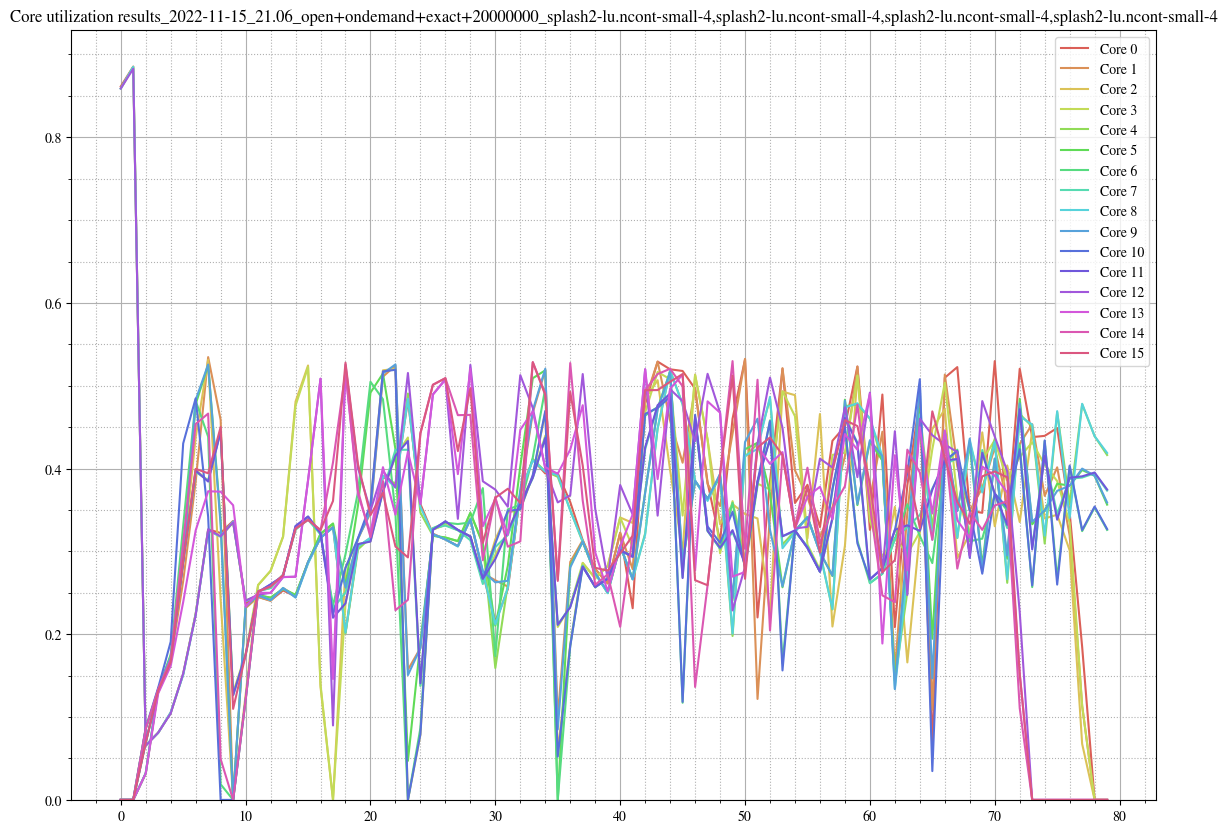 Core utilization results_2022-11-15_21.06_open+ondemand+exact+20000000_splash2-lu.ncont-small-4,splash2-lu.ncont-small-4,splash2-lu.ncont-small-4,splash2-lu.ncont-small-4
Core 0
Core 1
Core 2
Core 3
Core 4
Core 5
Core 6
Core 7
Core 8
Core 9
Core 10
Core 11
Core 12
Core 13
Core 14
Core 15
0.8
0.6
0.4
0.2
0.0
0 10 20 30 40 50 60 70 80